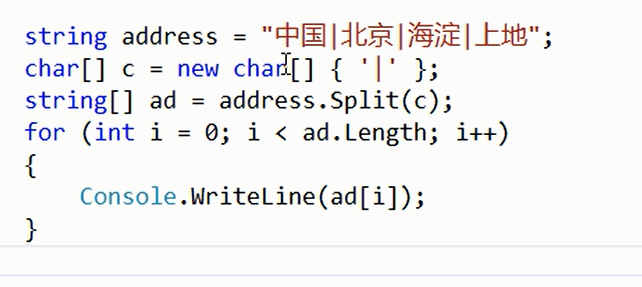 string address = "中国|北京|海淀|上地";
char[] c = new char[] { '|' };
string[] ad = address.Split(c);
for (int i = 0; i < ad.Length; i++)
{
    Console.WriteLine(ad[i]);
}